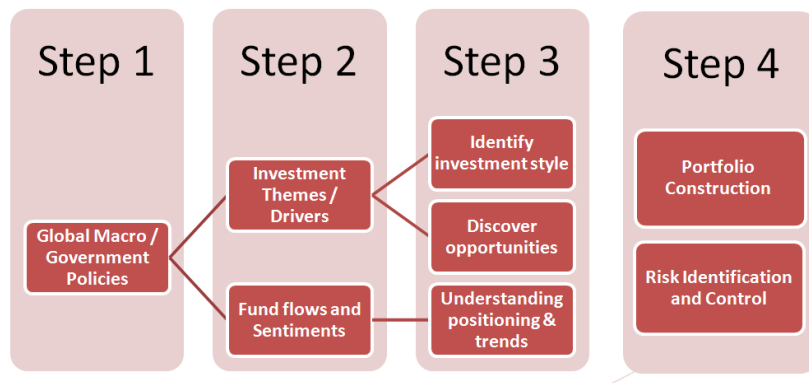 Step 1
Step 2
Step 3
Step 4
Global Macro /
Government
Policies
Investment
Themes /
Drivers
Fund flows and
Sentiments
Identify
investment style
Discover
opportunities
Understanding
positioning &
trends
Portfolio
Construction
Risk Identification
and Control